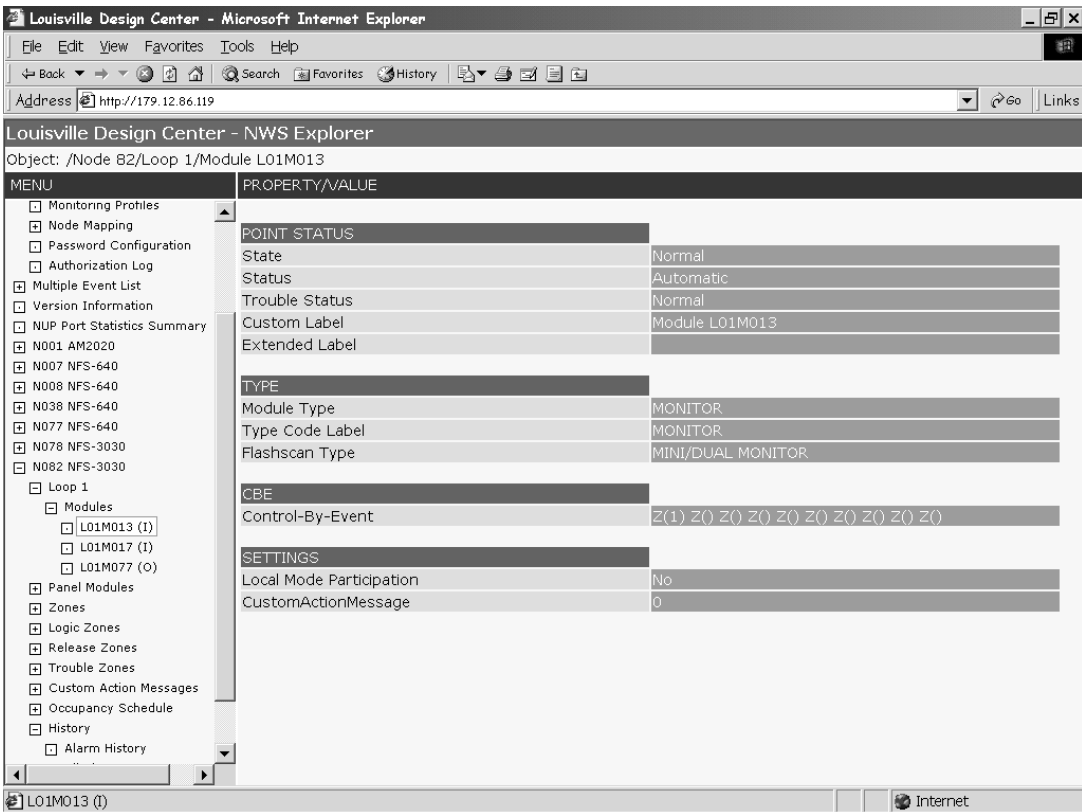 Louisville Design Center - Microsoft Internet Explorer
File Edit View Favorites Tools Help
Back Search Favorites History
Address http://179.12.86.119 Go Links
Louisville Design Center - NWS Explorer
Object: /Node 82/Loop 1/Module L01M013
MENU
Monitoring Profiles
Node Mapping
Password Configuration
Authorization Log
Multiple Event List
Version Information
NUP Port Statistics Summary
N001 AM2020
N007 NFS-640
N008 NFS-640
N038 NFS-640
N077 NFS-640
N078 NFS-3030
N082 NFS-3030
Loop 1
Modules
L01M013 (I)
L01M017 (I)
L01M077 (O)
Panel Modules
Zones
Logic Zones
Release Zones
Trouble Zones
Custom Action Messages
Occupancy Schedule
History
Alarm History
PROPERTY/VALUE
POINT STATUS
State Normal
Status Automatic
Trouble Status Normal
Custom Label Module L01M013
Extended Label
TYPE
Module Type MONITOR
Type Code Label MONITOR
Flashscan Type MINI/DUAL MONITOR
CBE
Control-By-Event Z(1) Z() Z() Z() Z() Z() Z() Z() Z() Z()
SETTINGS
Local Mode Participation No
CustomActionMessage 0
L01M013 (I) Internet